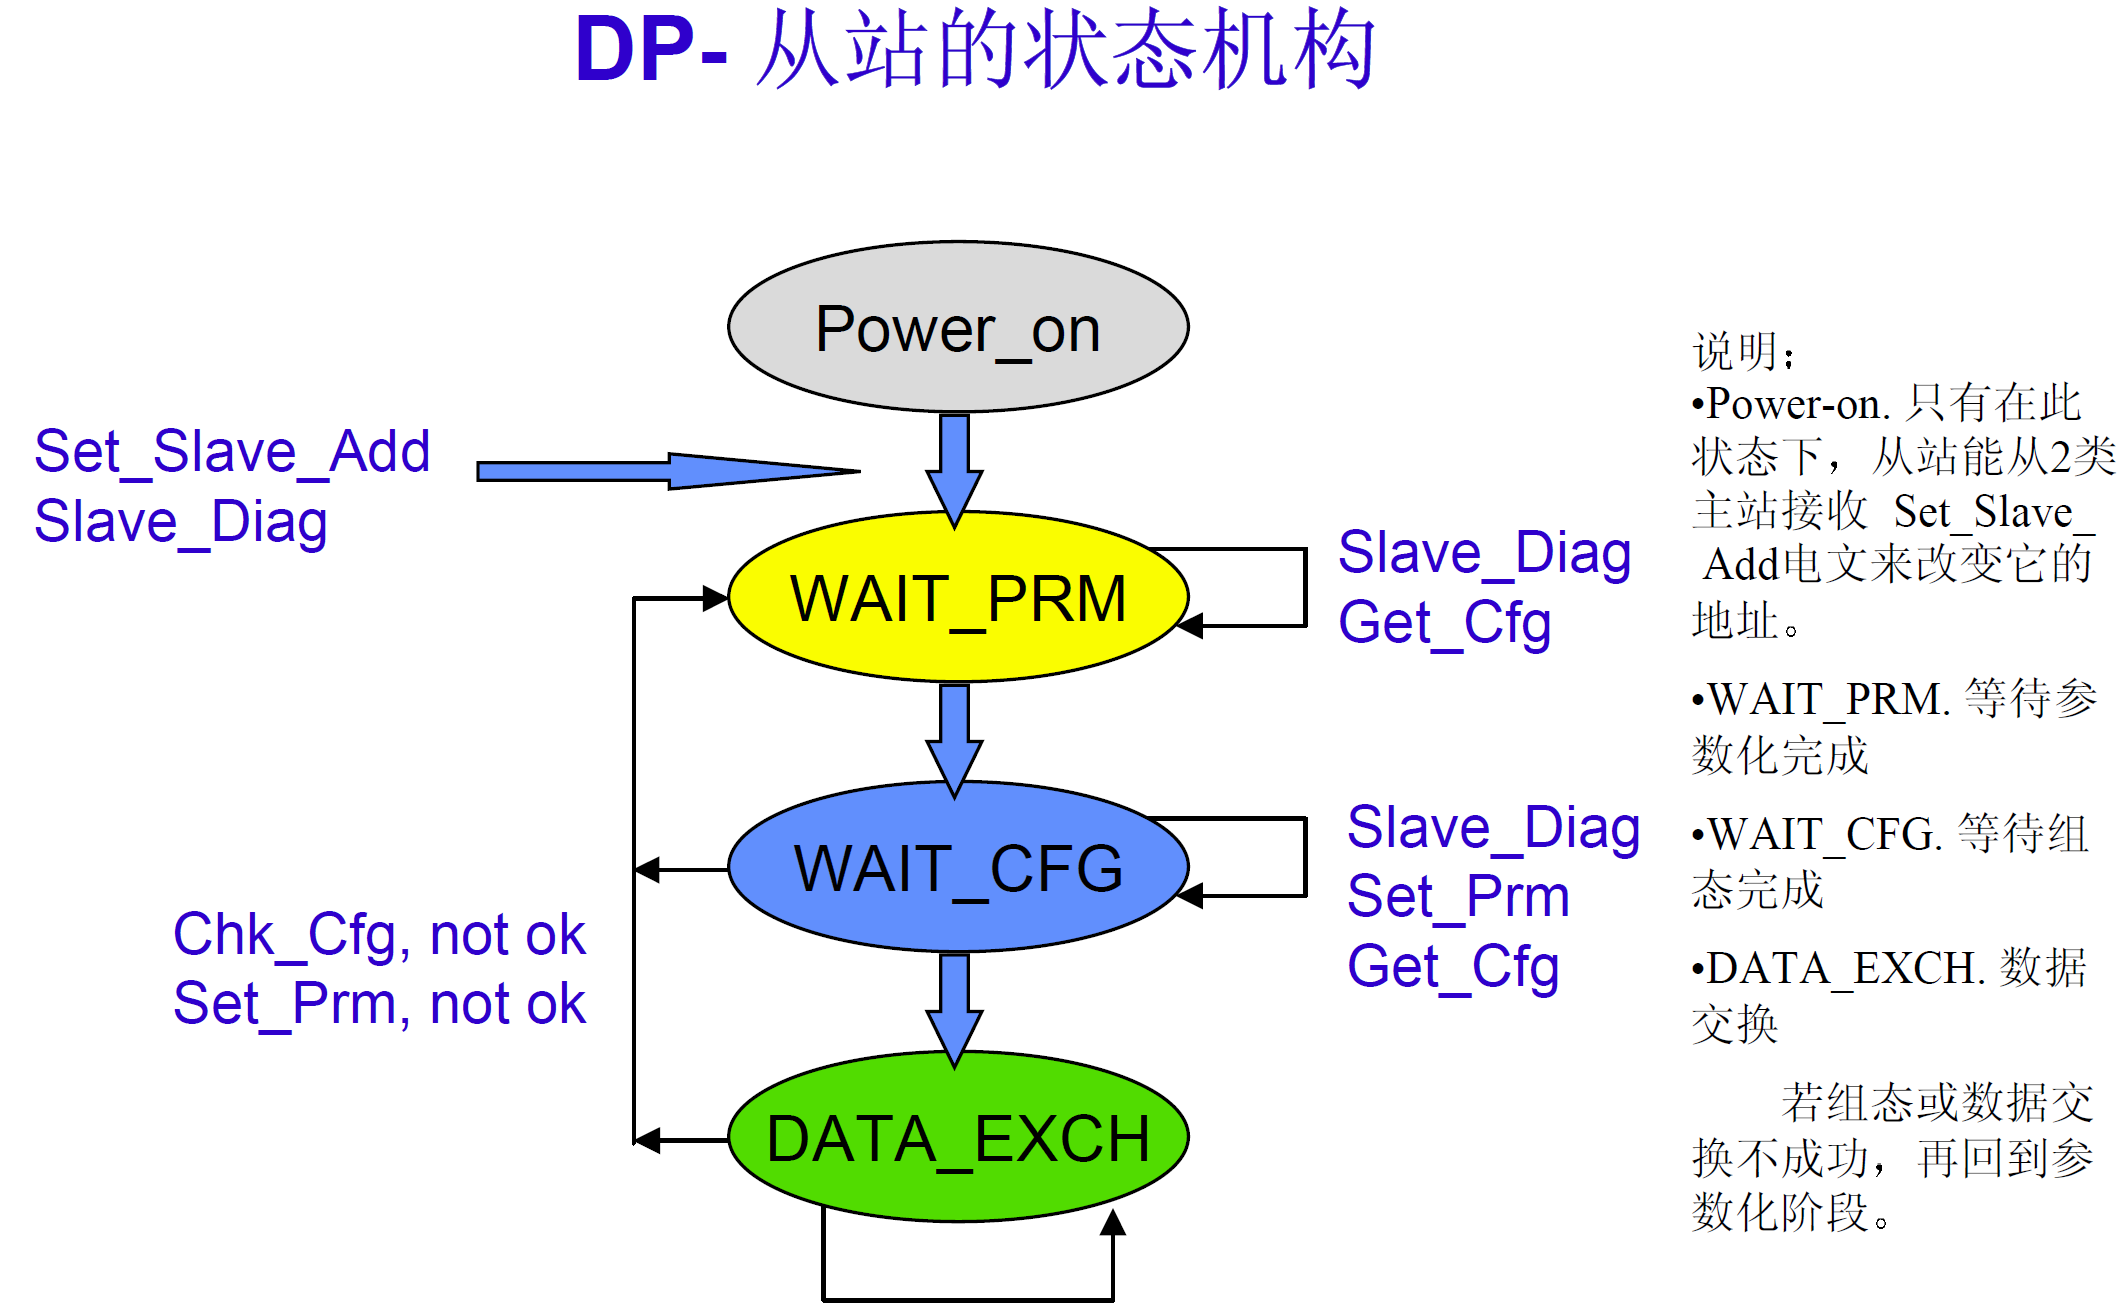 DP- 从站的状态机构
Power_on
Set_Slave_Add
Slave_Diag
WAIT_PRM
Slave_Diag
Get_Cfg
WAIT_CFG
Slave_Diag
Set_Prm
Get_Cfg
Chk_Cfg, not ok
Set_Prm, not ok
DATA_EXCH
说明；
•Power-on. 只有在此
状态下，从站能从2类
主站接收 Set_Slave_
Add电文来改变它的
地址。
•WAIT_PRM. 等待参
数化完成
•WAIT_CFG. 等待组
态完成
•DATA_EXCH. 数据
交换
若组态或数据交
换不成功，再回到参
数化阶段。